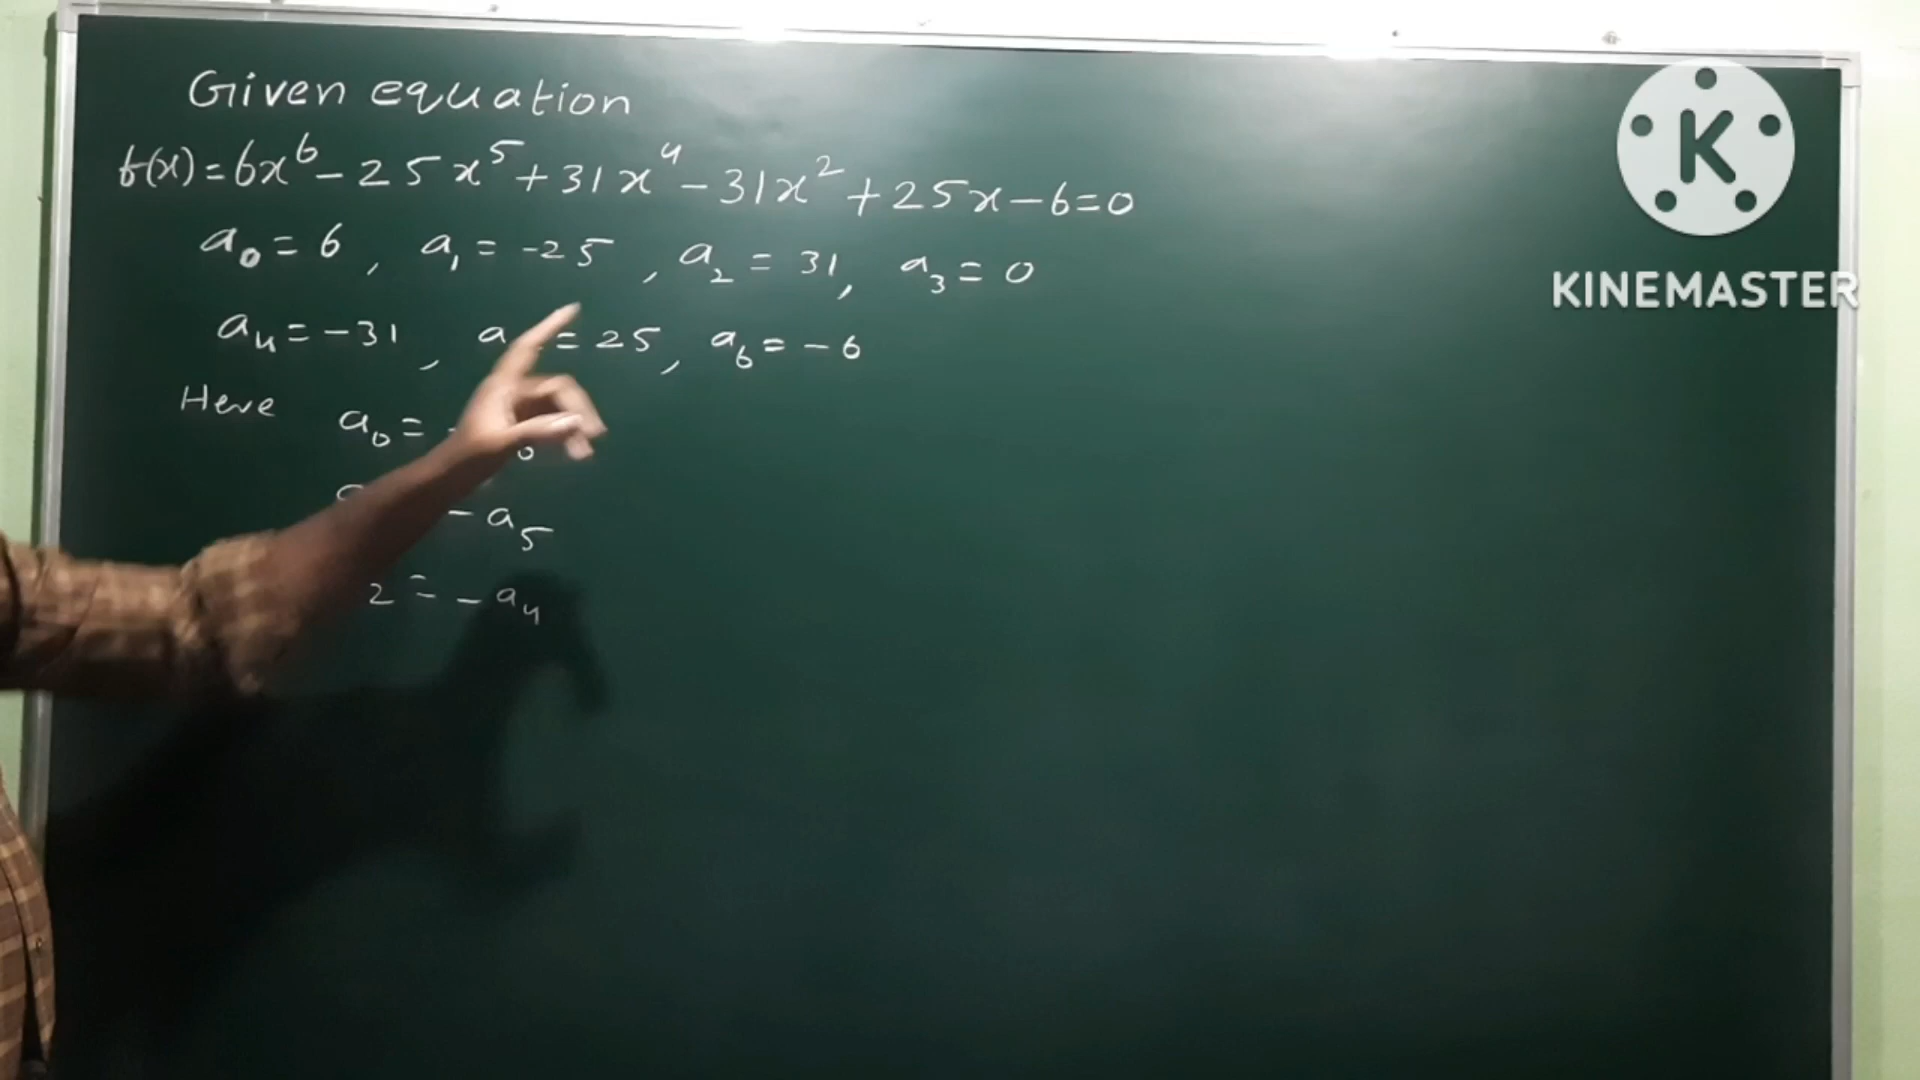 Given equation
f(x) = 6x⁶ - 25x⁵ + 31x⁴ - 31x² + 25x - 6 = 0
a₀ = 6 , a₁ = -25 , a₂ = 31, a₃ = 0
a₄ = -31 , a = 25 , a₆ = -6
Here a₀ =
- a₅
2 = - a₄
K
KINEMASTER